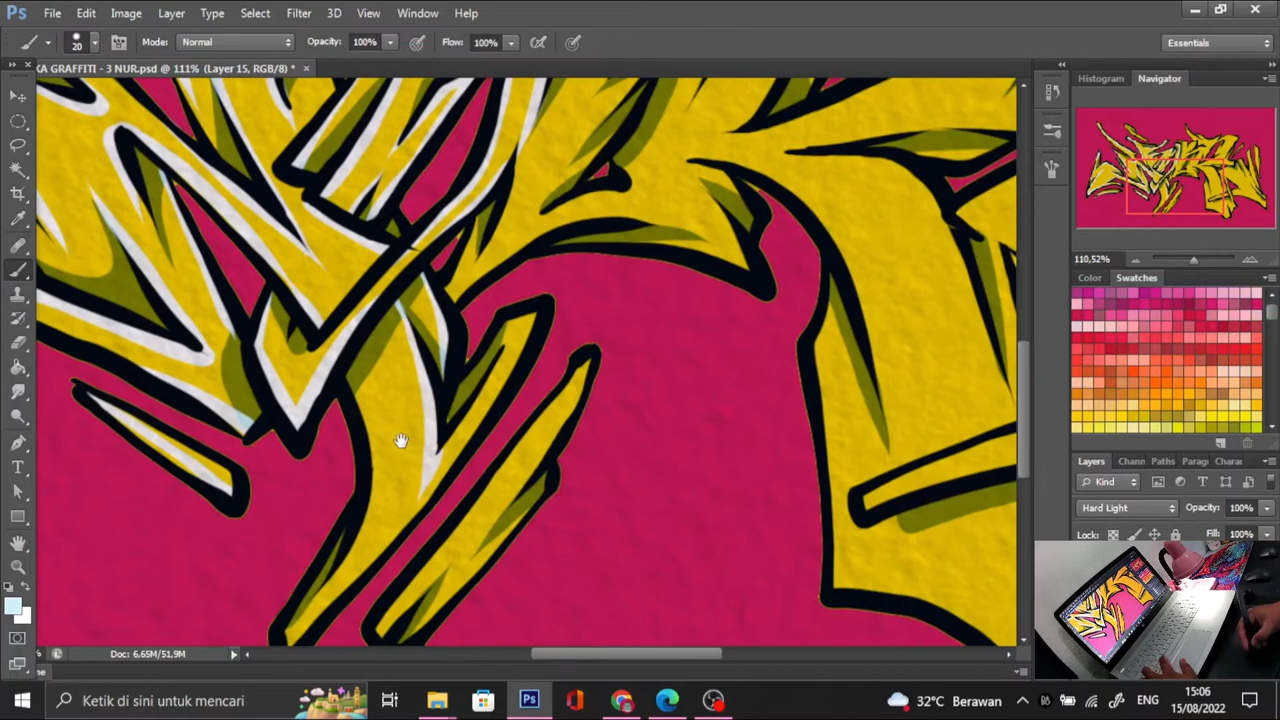 Ps File Edit Image Layer Type Select Filter 3D View Window Help
20 Mode: Normal Opacity: 100% Flow: 100% Essentials
KA GRAFFITI - 3 NUR.psd @ 111% (Layer 15, RGB/8) * ×
Histogram Navigator
110,52%
Color Swatches
Layers Chann Paths Paragi Charac
Kind
Hard Light Opacity: 100%
Lock: Fill: 100%
Doc: 6,65M/51,9M
Ketik di sini untuk mencari
Ps
32°C Berawan ENG 15:06
15/08/2022